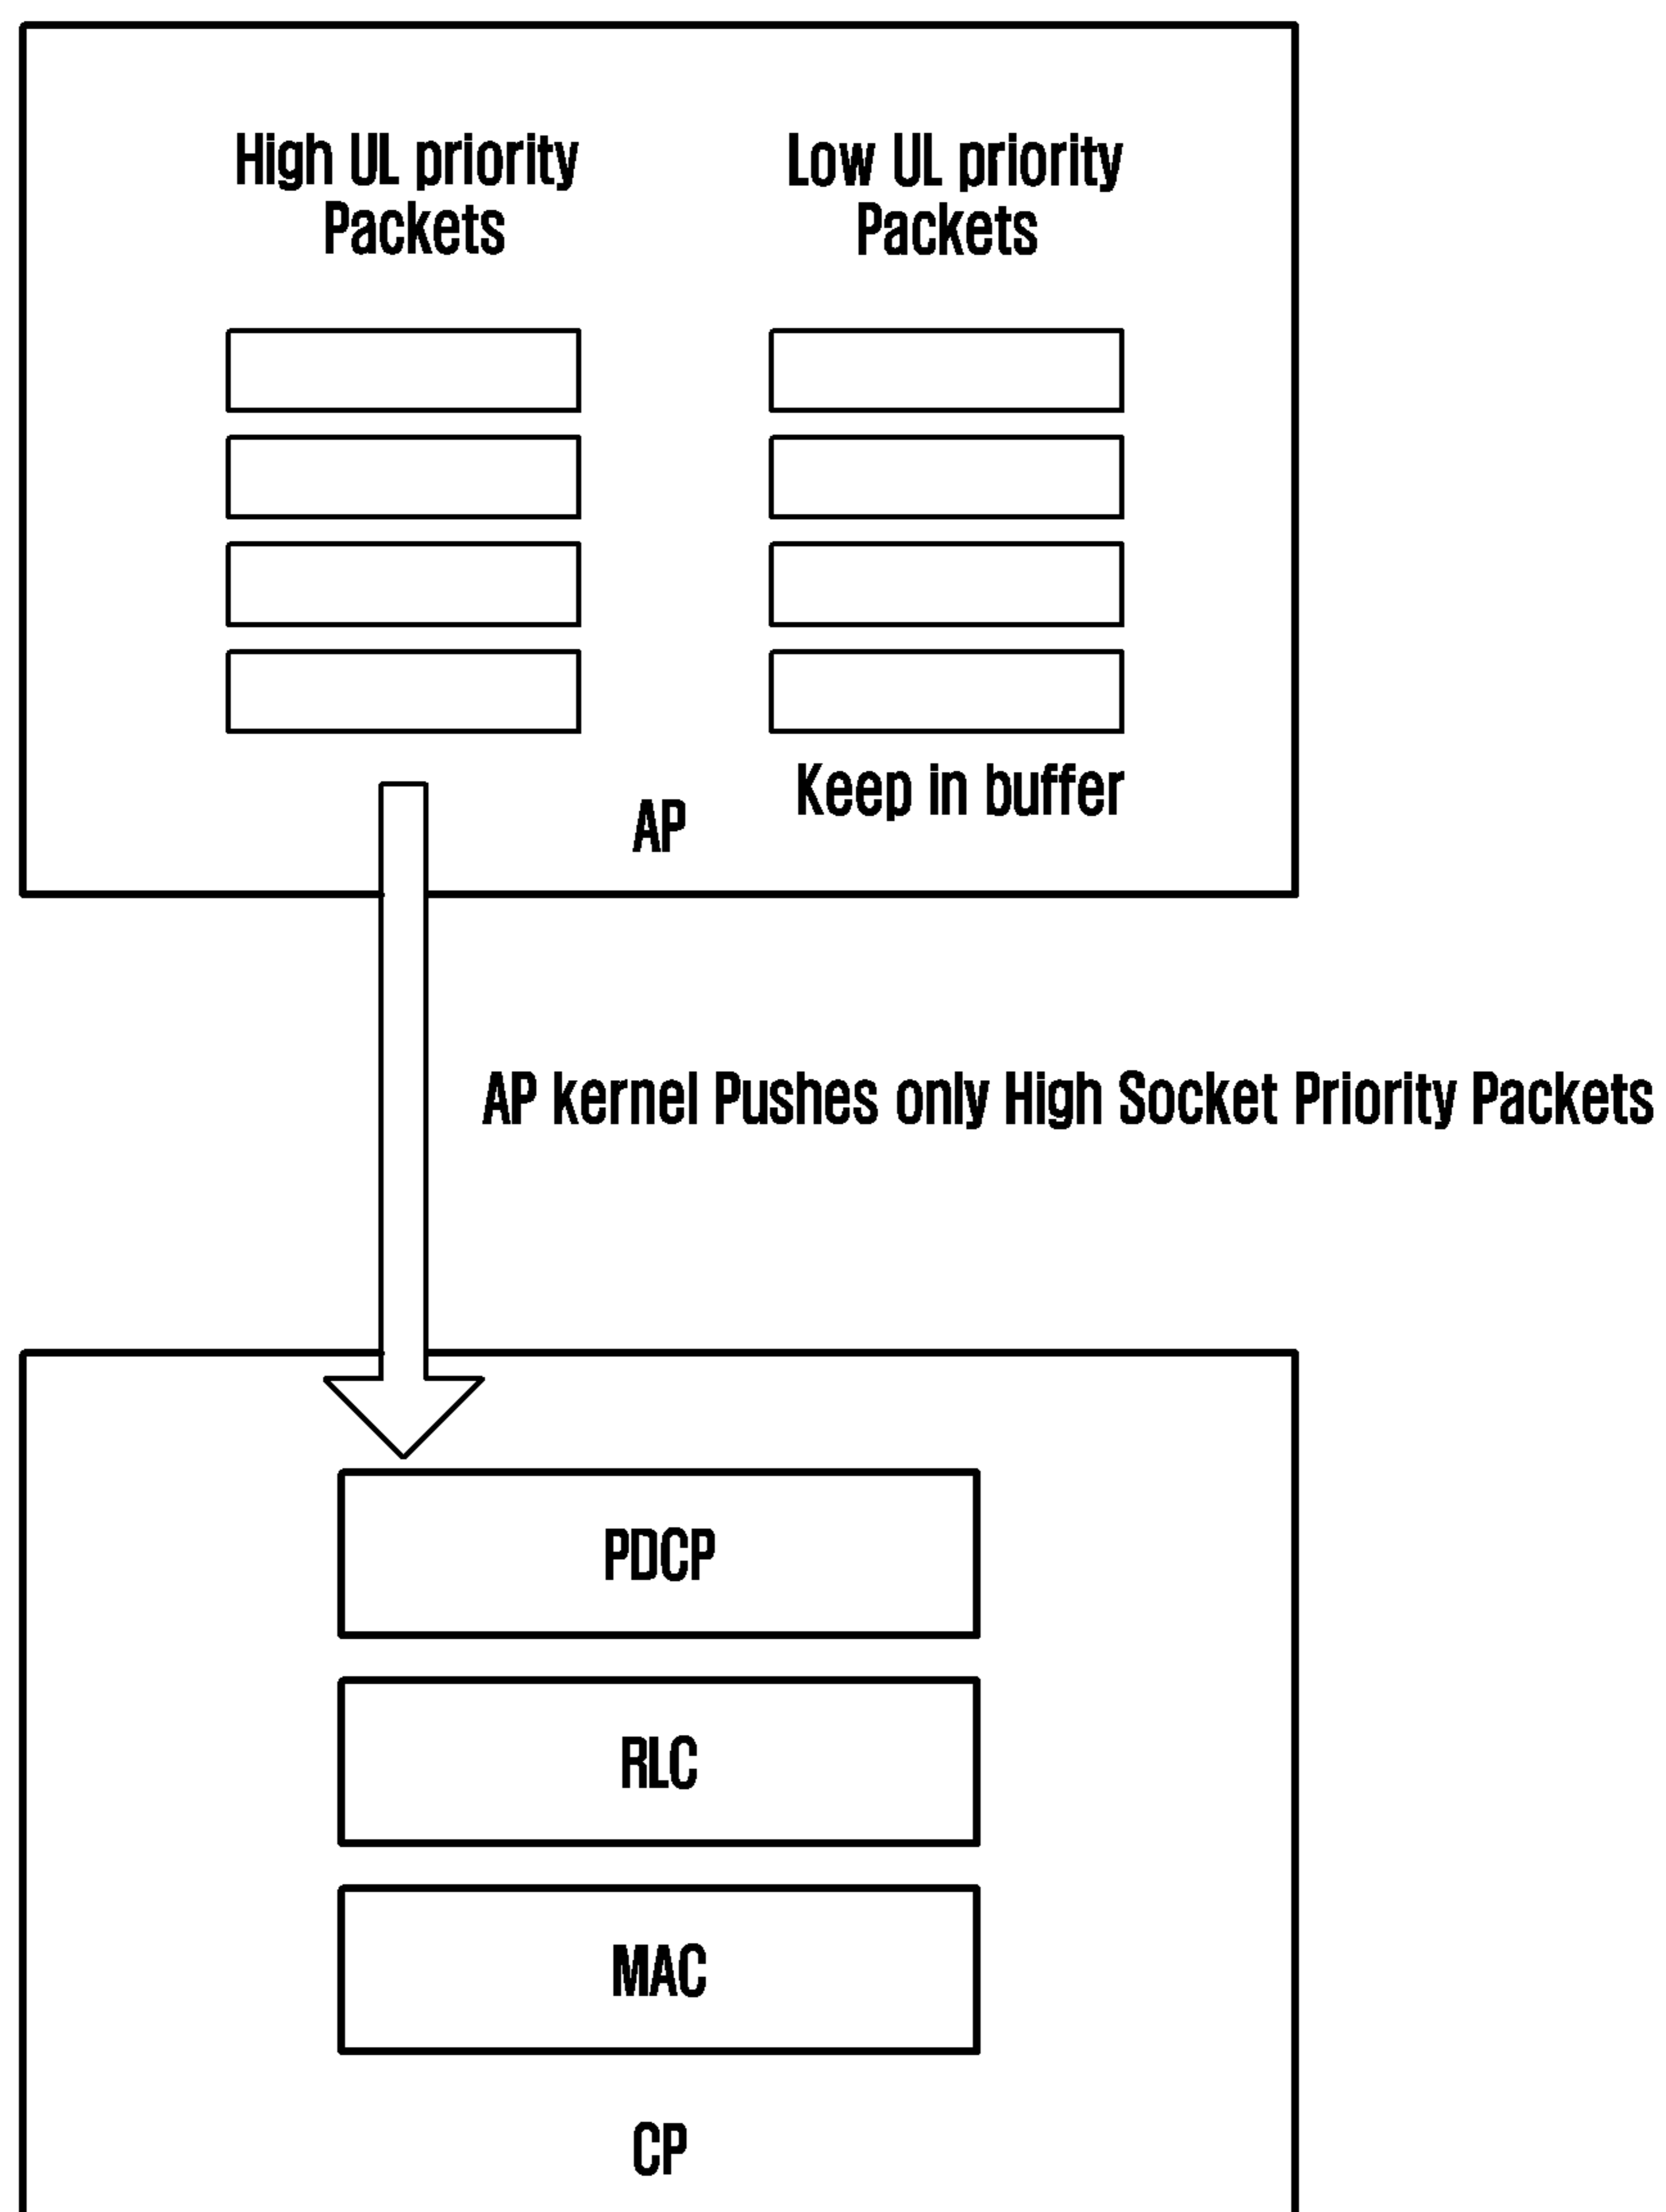 High UL priority
Packets
Low UL priority
Packets
Keep in buffer
AP
AP kernel Pushes only High Socket Priority Packets
PDCP
RLC
MAC
CP